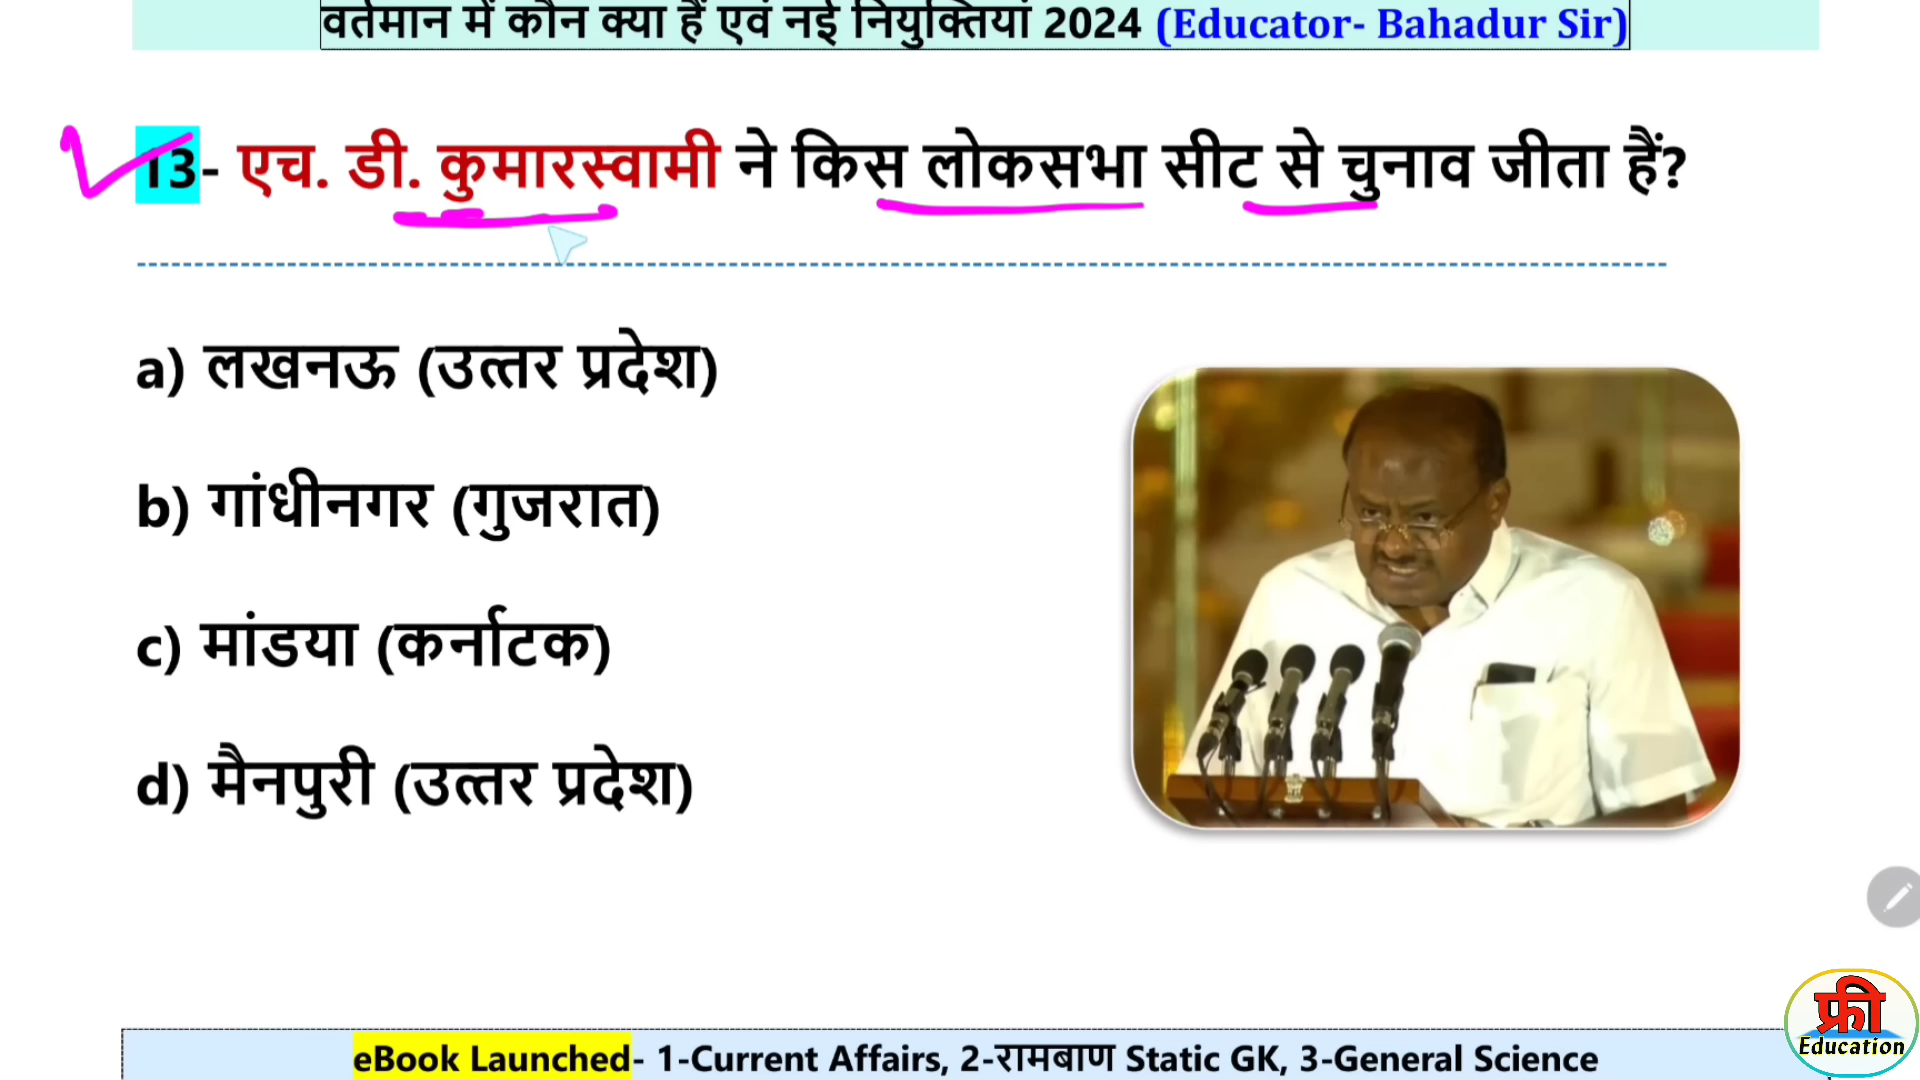 वर्तमान में कौन क्या हैं एवं नई नियुक्तियां 2024 (Educator- Bahadur Sir)
13- एच. डी. कुमारस्वामी ने किस लोकसभा सीट से चुनाव जीता हैं?
a) लखनऊ (उत्तर प्रदेश)
b) गांधीनगर (गुजरात)
c) मांडया (कर्नाटक)
d) मैनपुरी (उत्तर प्रदेश)
फ्री
Education
eBook Launched- 1-Current Affairs, 2-रामबाण Static GK, 3-General Science